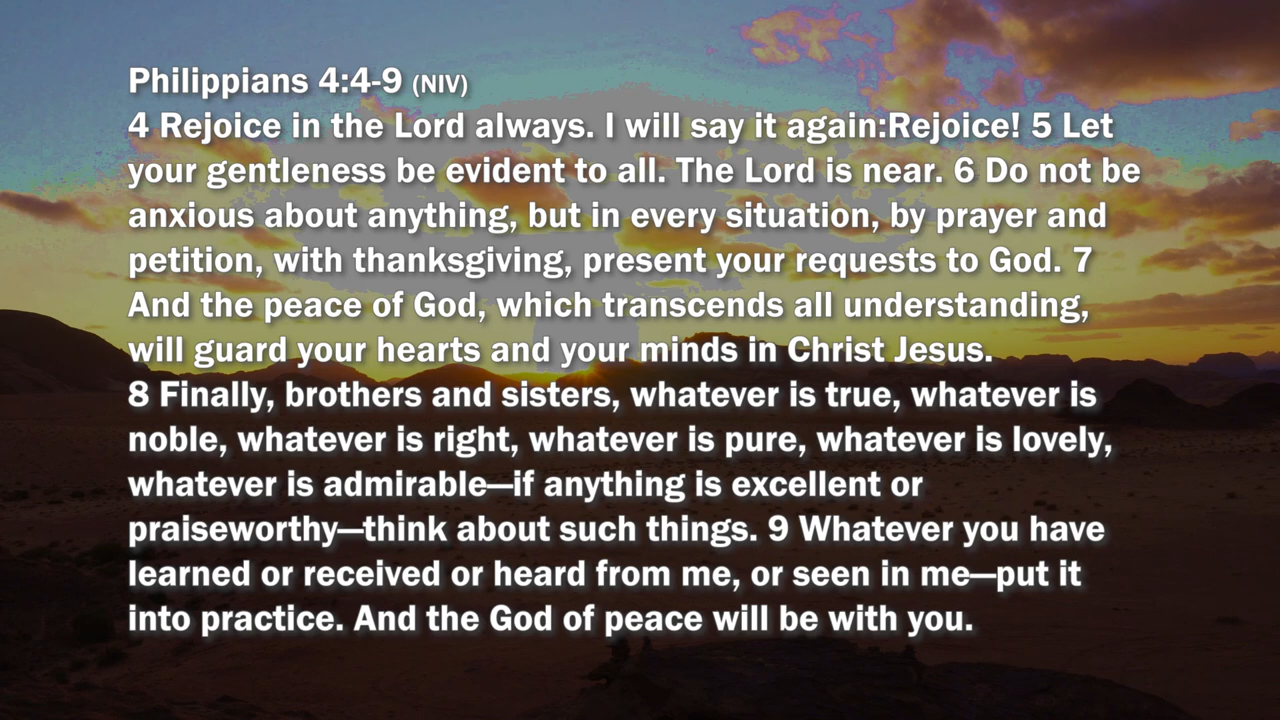 Philippians 4:4-9 (NIV)
4 Rejoice in the Lord always. I will say it again:Rejoice! 5 Let
your gentleness be evident to all. The Lord is near. 6 Do not be
anxious about anything, but in every situation, by prayer and
petition, with thanksgiving, present your requests to God. 7
And the peace of God, which transcends all understanding,
will guard your hearts and your minds in Christ Jesus.
8 Finally, brothers and sisters, whatever is true, whatever is
noble, whatever is right, whatever is pure, whatever is lovely,
whatever is admirable—if anything is excellent or
praiseworthy—think about such things. 9 Whatever you have
learned or received or heard from me, or seen in me—put it
into practice. And the God of peace will be with you.